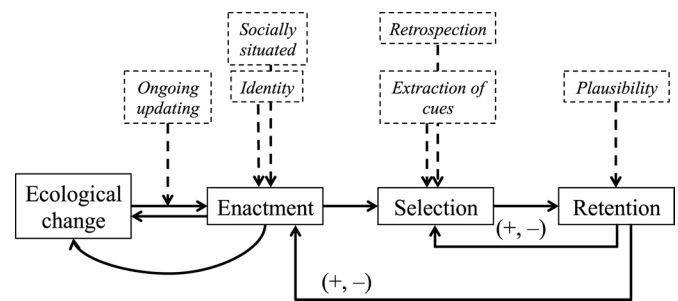 Socially
situated
Retrospection
Ongoing
updating
Identity
Extraction of
cues
Plausibility
Ecological
change
Enactment
Selection
Retention
(+, –)
(+, –)